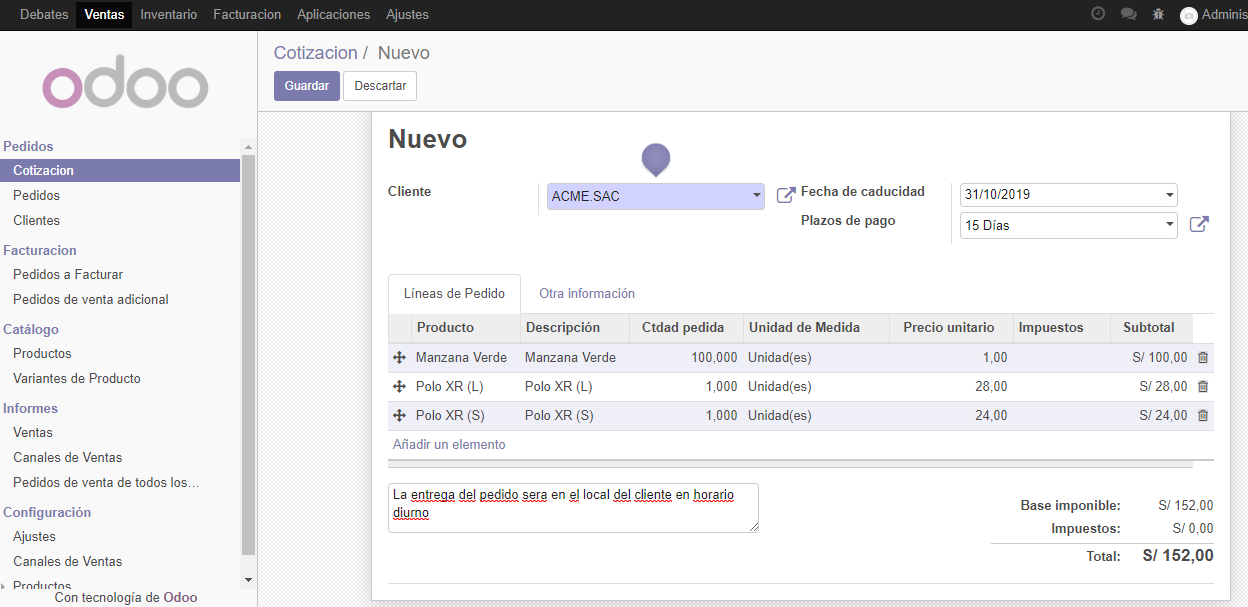 Debates Ventas Inventario Facturacion Aplicaciones Ajustes Adminis
odoo
Pedidos
Cotizacion
Pedidos
Clientes
Facturacion
Pedidos a Facturar
Pedidos de venta adicional
Catálogo
Productos
Variantes de Producto
Informes
Ventas
Canales de Ventas
Pedidos de venta de todos los...
Configuración
Ajustes
Canales de Ventas
Productos
Con tecnología de Odoo
Cotizacion / Nuevo
Guardar Descartar
Nuevo
Cliente ACME.SAC Fecha de caducidad 31/10/2019
Plazos de pago 15 Días
Líneas de Pedido Otra información
Producto Descripción Ctdad pedida Unidad de Medida Precio unitario Impuestos Subtotal
Manzana Verde Manzana Verde 100,000 Unidad(es) 1,00 S/ 100,00
Polo XR (L) Polo XR (L) 1,000 Unidad(es) 28,00 S/ 28,00
Polo XR (S) Polo XR (S) 1,000 Unidad(es) 24,00 S/ 24,00
Añadir un elemento
La entrega del pedido sera en el local del cliente en horario
diurno
Base imponible: S/ 152,00
Impuestos: S/ 0,00
Total: S/ 152,00